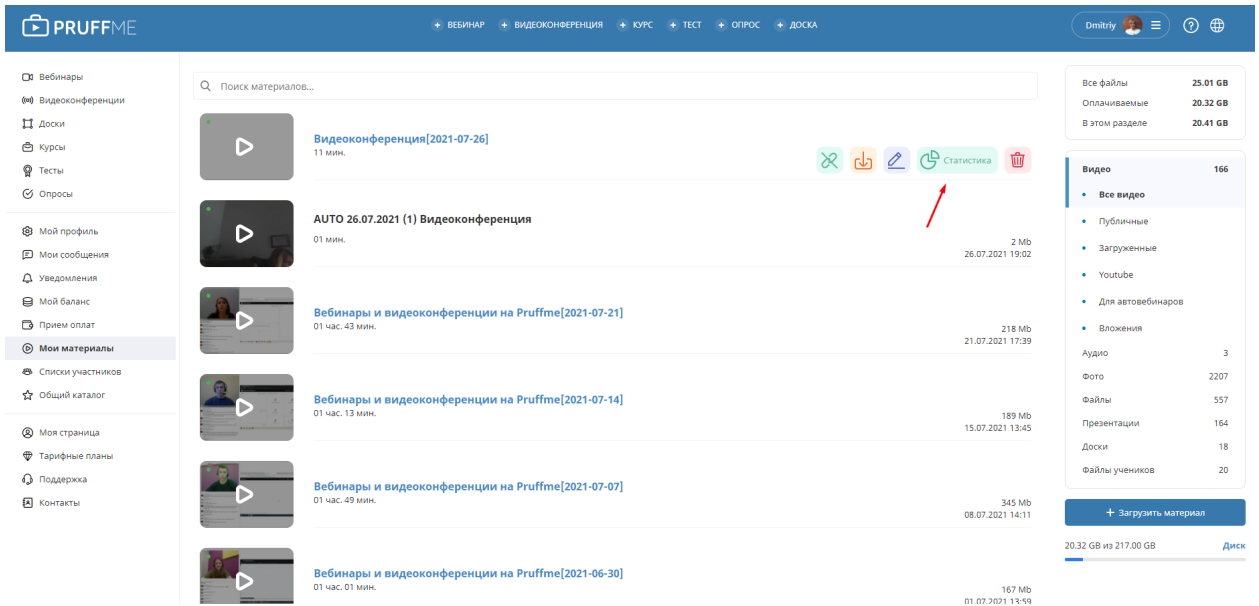 PRUFFME
+ ВЕБИНАР + ВИДЕОКОНФЕРЕНЦИЯ + КУРС + ТЕСТ + ОПРОС + ДОСКА
Dmitriy
Вебинары
Видеоконференции
Доски
Курсы
Тесты
Опросы
Мой профиль
Мои сообщения
Уведомления
Мой баланс
Прием оплат
Мои материалы
Списки участников
Общий каталог
Моя страница
Тарифные планы
Поддержка
Контакты
Поиск материалов...
Видеоконференция[2021-07-26]
11 мин.
Статистика
AUTO 26.07.2021 (1) Видеоконференция
01 мин.
2 Mb
26.07.2021 19:02
Вебинары и видеоконференции на Pruffme[2021-07-21]
01 час. 43 мин.
218 Mb
21.07.2021 17:39
Вебинары и видеоконференции на Pruffme[2021-07-14]
01 час. 13 мин.
189 Mb
15.07.2021 13:45
Вебинары и видеоконференции на Pruffme[2021-07-07]
01 час. 49 мин.
345 Mb
08.07.2021 14:11
Вебинары и видеоконференции на Pruffme[2021-06-30]
01 час. 01 мин.
167 Mb
01.07.2021 13:59
Все файлы 25.01 GB
Оплачиваемые 20.32 GB
В этом разделе 20.41 GB
Видео 166
Все видео
Публичные
Загруженные
Youtube
Для автовебинаров
Вложения
Аудио 3
Фото 2207
Файлы 557
Презентации 164
Доски 18
Файлы учеников 20
+ Загрузить материал
20.32 GB из 217.00 GB Диск